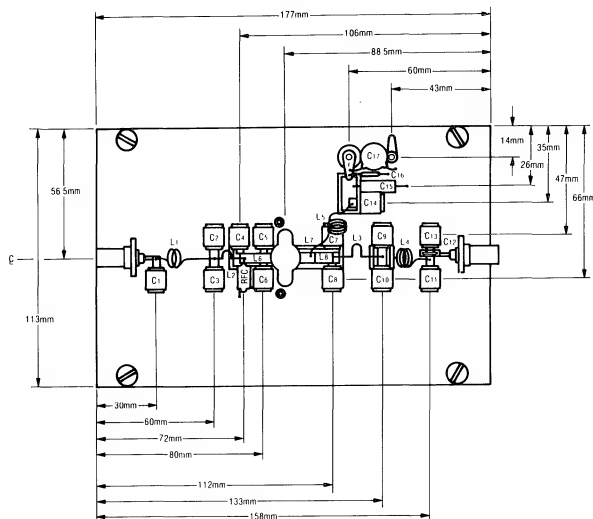 177mm
106mm
88 5mm
60mm
43mm
14mm
35mm
26mm
47mm
66mm
56 5mm
113mm
C17
C16
C15
C14
L5
C2
C4
C5
L7
C7
C9
C13
L1
L3
L4
C12
℄
L6
L8
L2
C1
C3
RFC
C6
C8
C10
C11
30mm
60mm
72mm
80mm
112mm
133mm
158mm